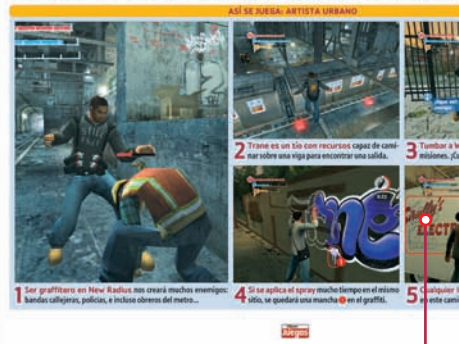 ASÍ SE JUEGA: ARTISTA URBANO
1 Ser graffitero en New Radius nos creará muchos enemigos:
bandas callejeras, policías, e incluso obreros del metro...
2 Trane es un tío con recursos capaz de cami-
nar sobre una viga para encontrar una salida.
3 Tumbar a
misiones.
4 Si se aplica el spray mucho tiempo en el mismo
sitio, se quedará una mancha en el graffiti.
5 Cualquier
en este
Juegos